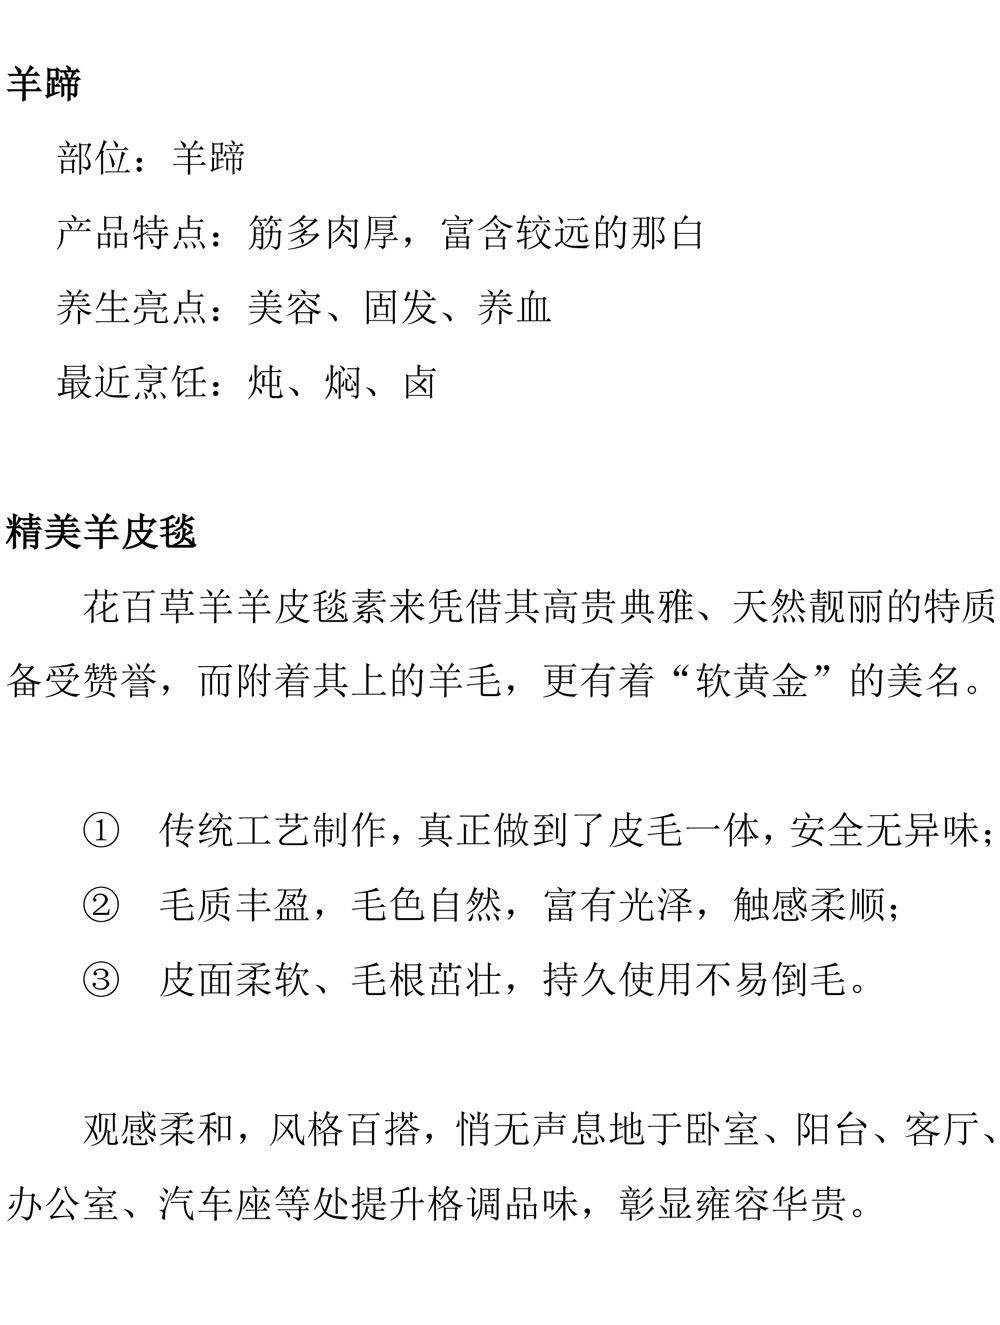 羊蹄
部位：羊蹄
产品特点：筋多肉厚，富含较远的那白
养生亮点：美容、固发、养血
最近烹饪：炖、焖、卤
精美羊皮毯
花百草羊羊皮毯素来凭借其高贵典雅、天然靓丽的特质
备受赞誉，而附着其上的羊毛，更有着“软黄金”的美名。
① 传统工艺制作，真正做到了皮毛一体，安全无异味；
② 毛质丰盈，毛色自然，富有光泽，触感柔顺；
③ 皮面柔软、毛根茁壮，持久使用不易倒毛。
观感柔和，风格百搭，悄无声息地于卧室、阳台、客厅、
办公室、汽车座等处提升格调品味，彰显雍容华贵。